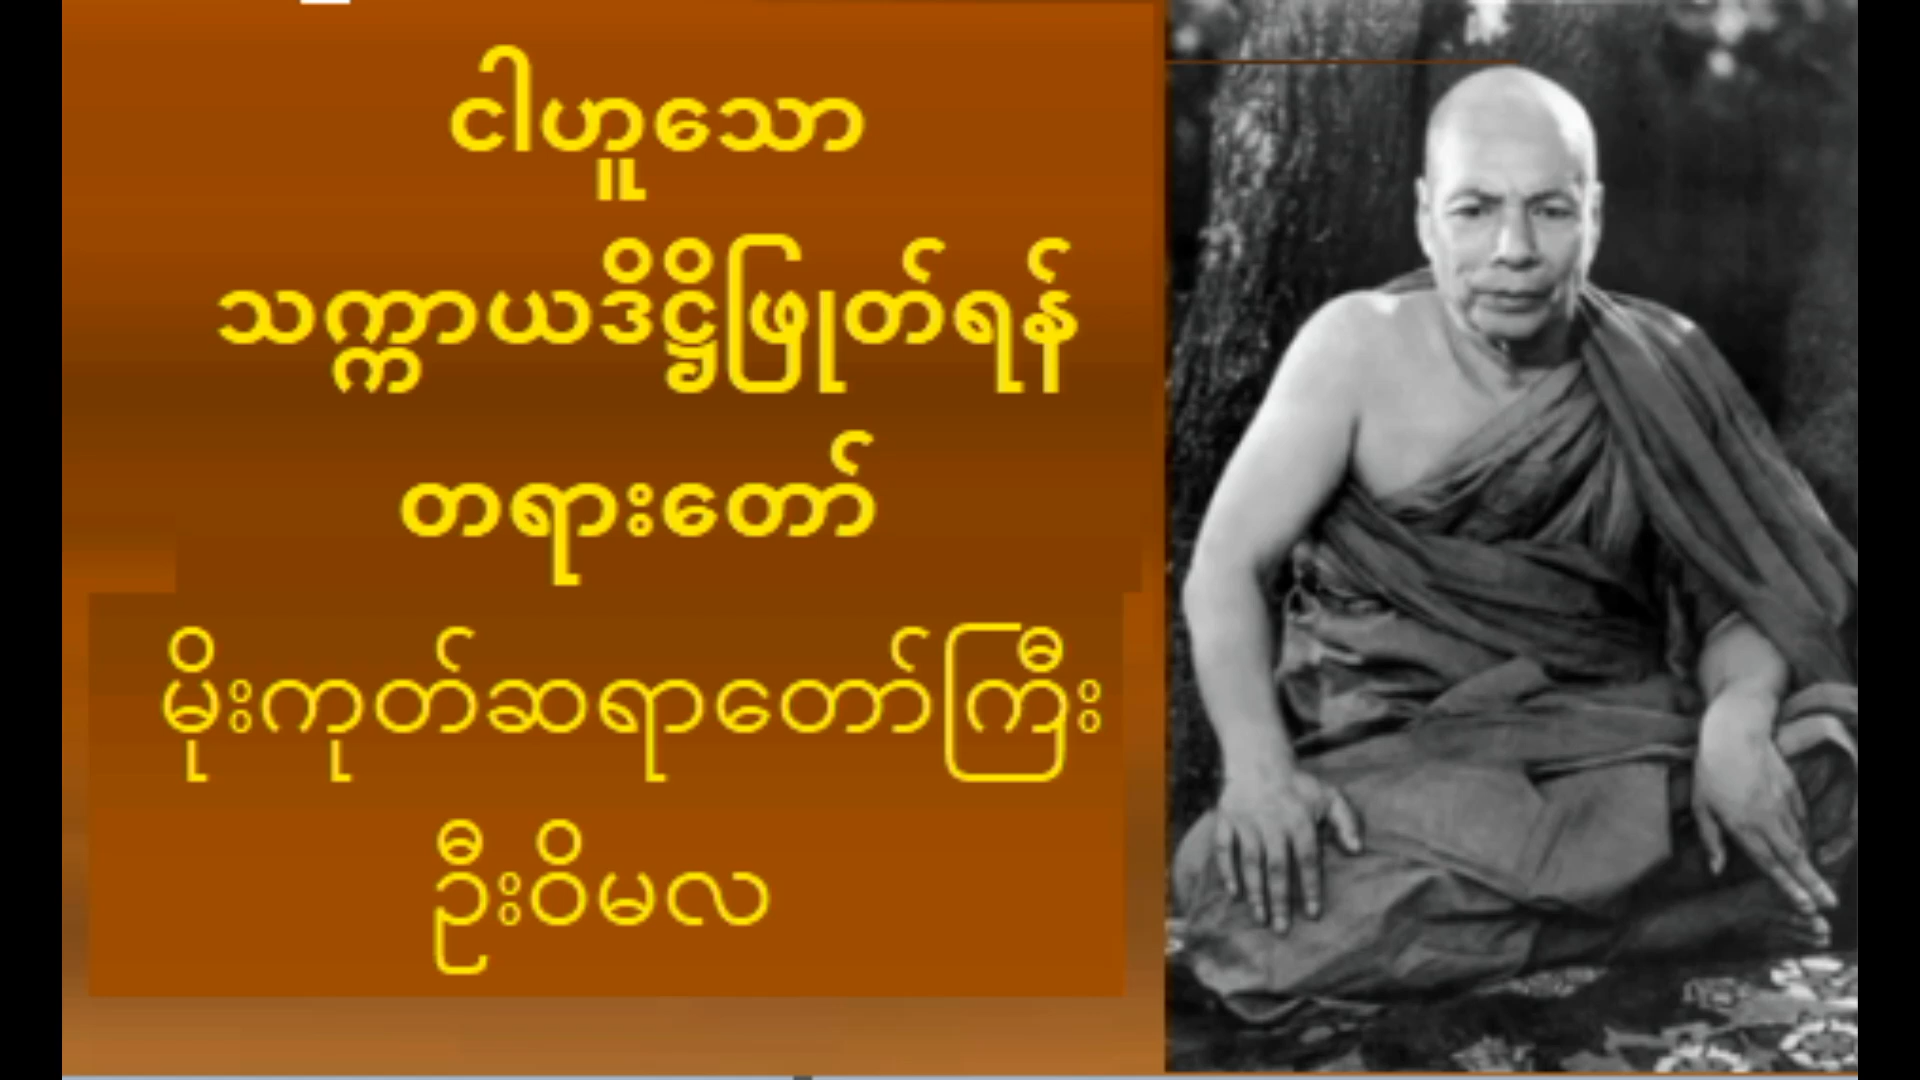 ငါဟူသော
သက္ကာယဒိဋ္ဌိဖြုတ်ရန်
တရားတော်
မိုးကုတ်ဆရာတော်ကြီး
ဦးဝိမလ